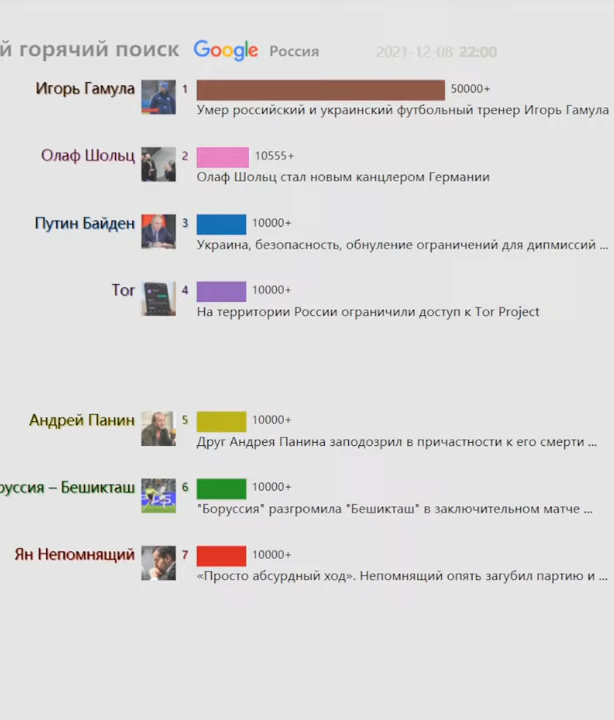 й горячий поиск Google Россия 2021-12-08 22:00
Игорь Гамула 1 50000+
Умер российский и украинский футбольный тренер Игорь Гамула
Олаф Шольц 2 10555+
Олаф Шольц стал новым канцлером Германии
Путин Байден 3 10000+
Украина, безопасность, обнуление ограничений для дипмиссий ...
Tor 4 10000+
На территории России ограничили доступ к Tor Project
Андрей Панин 5 10000+
Друг Андрея Панина заподозрил в причастности к его смерти ...
руссия – Бешикташ 6 10000+
"Боруссия" разгромила "Бешикташ" в заключительном матче ...
Ян Непомнящий 7 10000+
«Просто абсурдный ход». Непомнящий опять загубил партию и ...